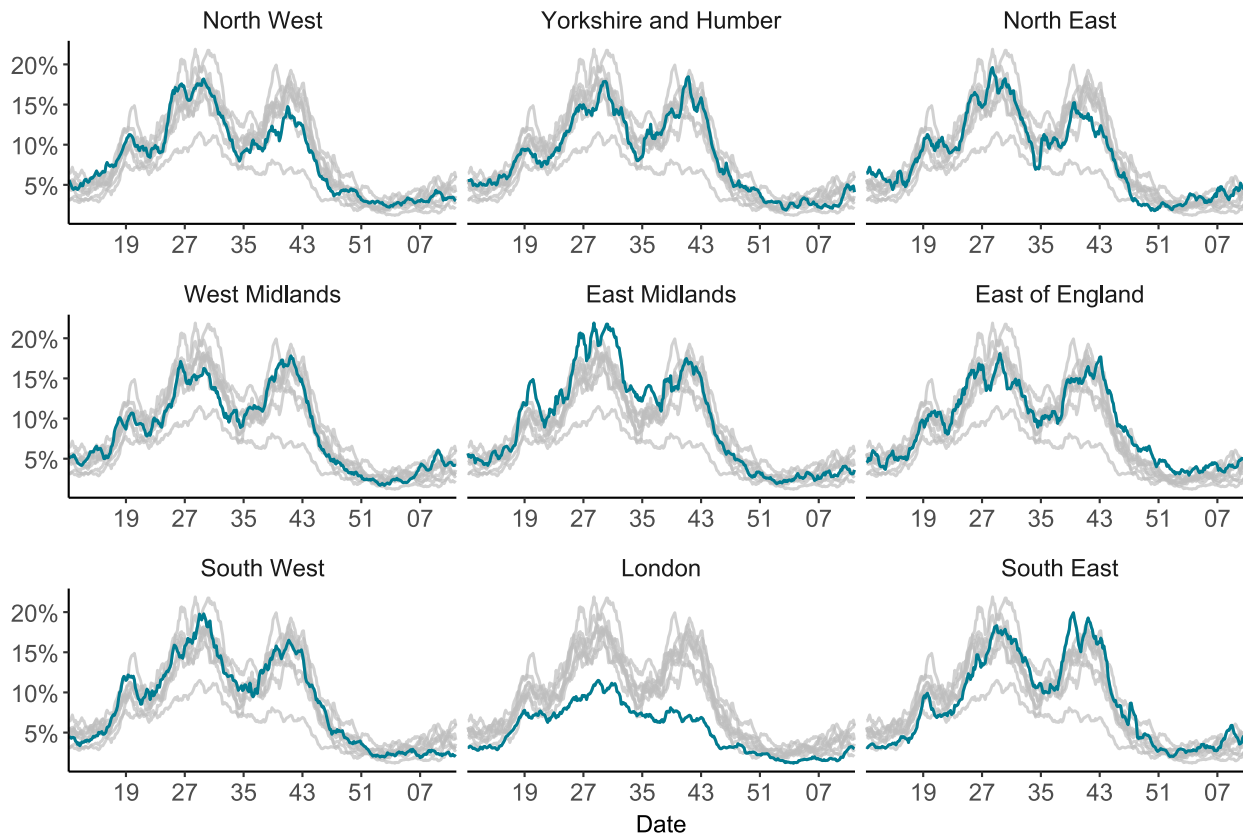 North West Yorkshire and Humber North East
20%
15%
10%
5%
19 27 35 43 51 07 19 27 35 43 51 07 19 27 35 43 51 07
West Midlands East Midlands East of England
20%
15%
10%
5%
19 27 35 43 51 07 19 27 35 43 51 07 19 27 35 43 51 07
South West London South East
20%
15%
10%
5%
19 27 35 43 51 07 19 27 35 43 51 07 19 27 35 43 51 07
Date